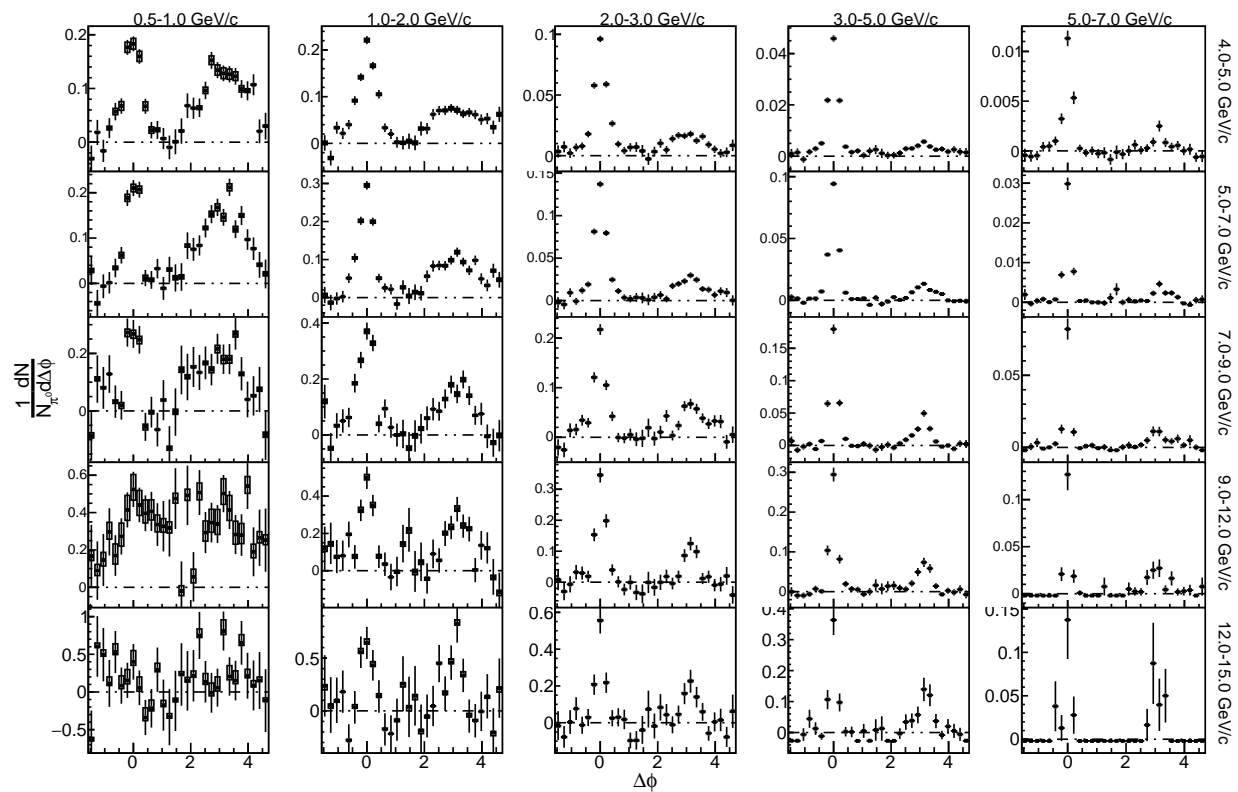 0.5-1.0 GeV/c 1.0-2.0 GeV/c 2.0-3.0 GeV/c 3.0-5.0 GeV/c 5.0-7.0 GeV/c
0.2 0.1 0
0.2 0.1 0
0.1 0.05 0
0.04 0.02 0
0.01 0.005 0
4.0-5.0 GeV/c
0.2 0.1 0
0.3 0.2 0.1 0
0.15 0.1 0.05 0
0.1 0.05 0
0.03 0.02 0.01 0
5.0-7.0 GeV/c
0.2 0
0.4 0.2 0
0.3 0.2 0.1 0
0.15 0.1 0.05 0
0.05 0
7.0-9.0 GeV/c
0.6 0.4 0.2 0
0.4 0.2 0
0.3 0.2 0.1 0
0.3 0.2 0.1 0
0.1 0.05 0
9.0-12.0 GeV/c
1 0.5 0 −0.5
0.5 0
0.6 0.4 0.2 0
0.4 0.3 0.2 0.1 0
0.15 0.1 0.05 0
12.0-15.0 GeV/c
1 dN
N_π⁰ dΔϕ
0 2 4 0 2 4 0 2 4 0 2 4 0 2 4
Δϕ